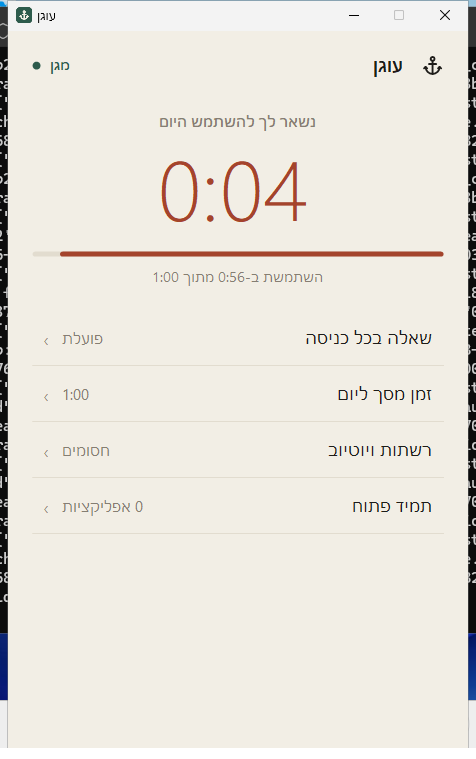 עוגן
עוגן
מגן
נשאר לך להשתמש היום
0:04
השתמשת ב-0:56 מתוך 1:00
שאלה בכל כניסה
פועלת
זמן מסך ליום
1:00
רשתות ויוטיוב
חסומים
תמיד פתוח
0 אפליקציות